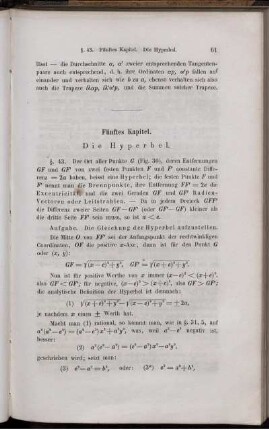 §. 43. Fünftes Kapitel. Die Hyperbel. 61
sind — die Durchschnitte zweier entsprechenden Tangenten-
paare auch entsprechend, d. h. ihre Ordinaten fallen auf
einander und verhalten sich wie b zu a, ebenso verhalten sich also
auch die Trapeze und die Summen solcher Trapeze.
Fünftes Kapitel.
Die Hyperbel.
§. 43. Der Ort aller Punkte G (Fig. 30), deren Entfernungen
GF und GF' von zwei festen Punkten F und F' constante Diffe-
renz = 2a haben, heisst eine Hyperbel; die festen Punkte F und
F' nennt man die Brennpunkte, ihre Entfernung FF' = 2e die
Excentricität und die zwei Geraden GF und GF' Radien-
Vectoren oder Leitstrahlen. — Da in jedem Dreieck GFF'
die Differenz zweier Seiten GF — GF' (oder GF' — GF) kleiner als
die dritte Seite FF' sein muss, so ist a < e.
Aufgabe. Die Gleichung der Hyperbel aufzustellen.
Die Mitte O von FF' sei der Anfangspunkt der rechtwinkligen
Coordinaten, OF die positive x-Axe, dann ist für den Punkt G
oder (x, y):
GF = √(x — e)² + y², GF' = √(x + e)² + y².
Nun ist für positive Werthe von x immer (x—e)² < (x+e)²,
also GF < GF'; für negative, (x—e)² > (x+e)², also GF > GF';
die analytische Relation der Hyperbel ist demnach:
(1) √(x + e)² + y² — √(x — e)² + y² = ± 2a,
je nachdem x einen ± Werth hat.
Macht man (1) rational, so kommt man, wie in §. 31, 5, auf
a²(a² — e²) = (a² — e²)x² + a²y², was, weil a² — e² negativ ist,
besser:
(2) a²(e² — a²) = (e² — a²)x² — a²y²,
geschrieben wird; setzt man:
(3) e² — a² = b², oder: (3*) e² = a² + b²,